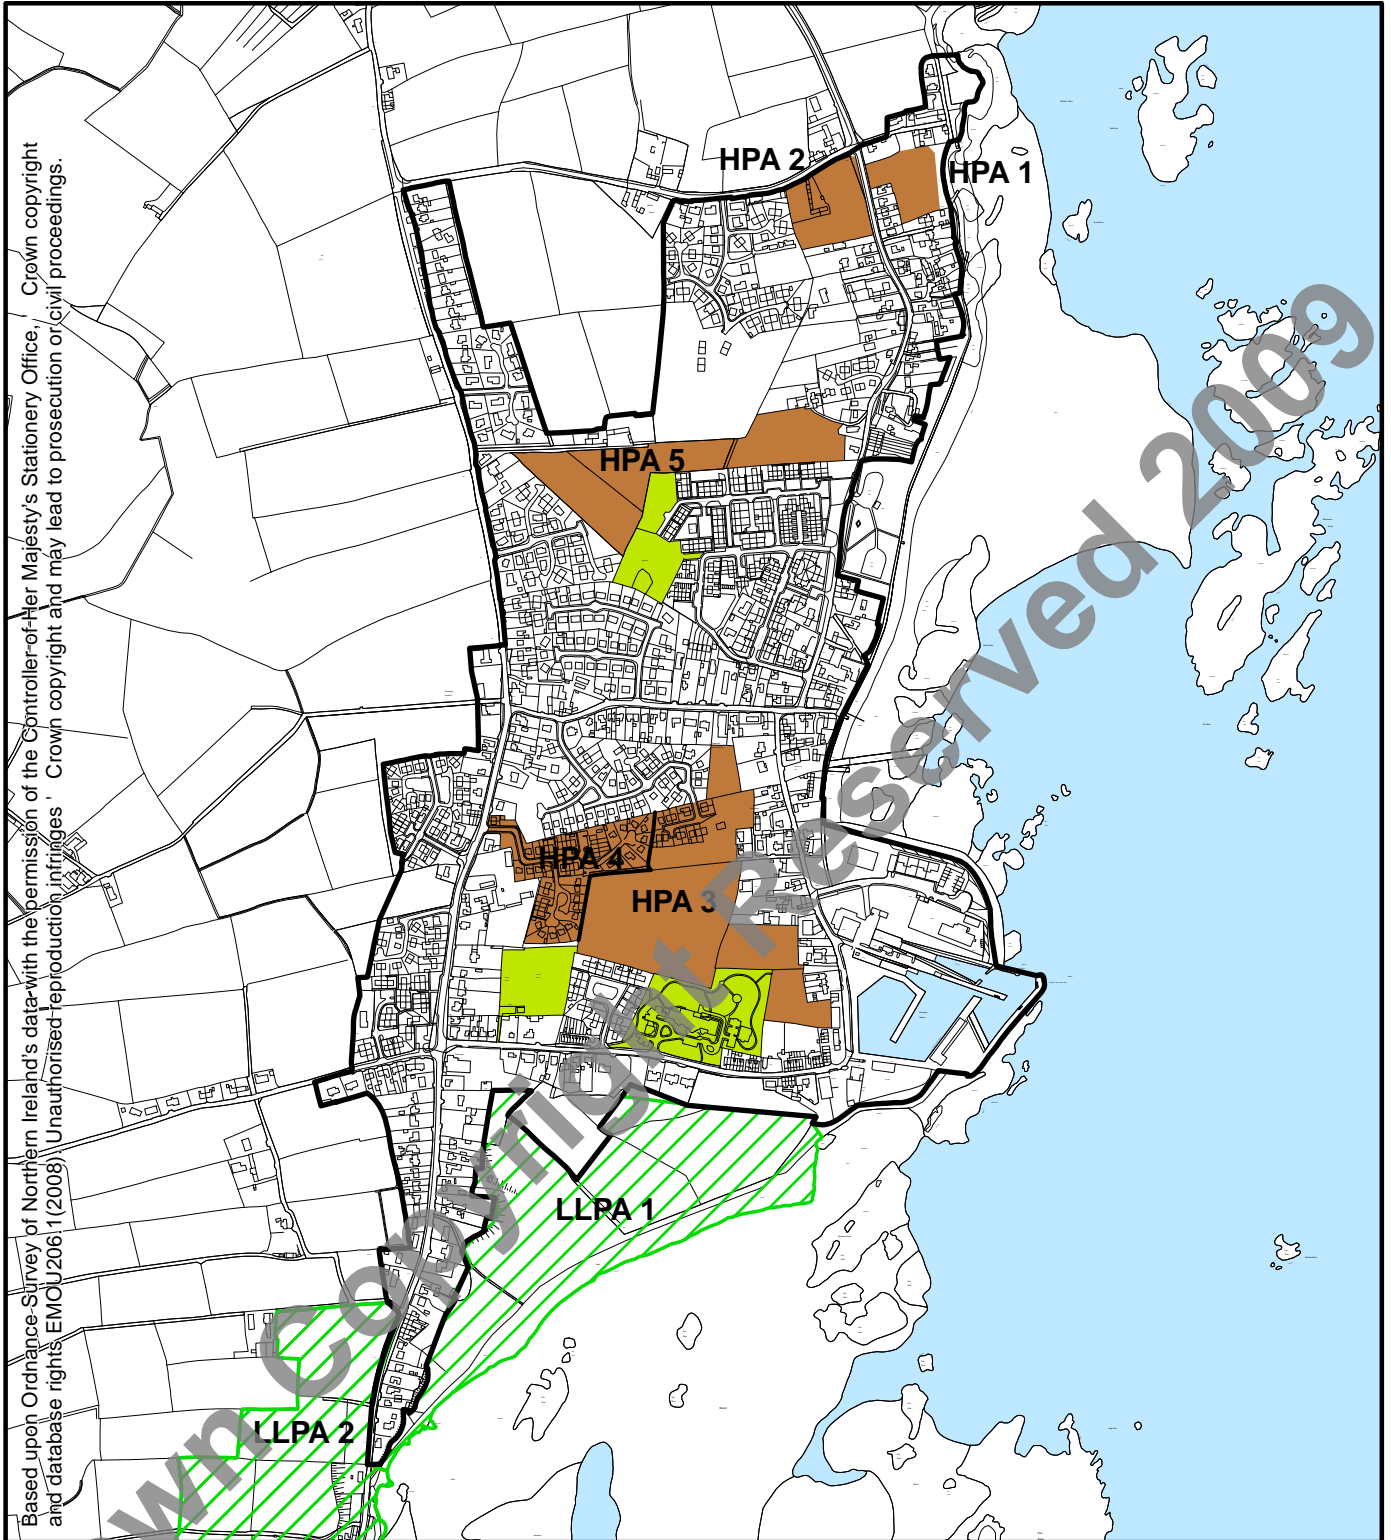 HPA 2
HPA 1
HPA 5
HPA 4
HPA 3
LLPA 1
LLPA 2
Based upon Ordnance Survey of Northern Ireland's data with the permission of the Controller of Her Majesty's Stationery Office, ' Crown copyright
and database rights EMOU206.1 (2008). Unauthorised reproduction infringes ' Crown copyright and may lead to prosecution or civil proceedings.
wn Copyright Reserved 2009